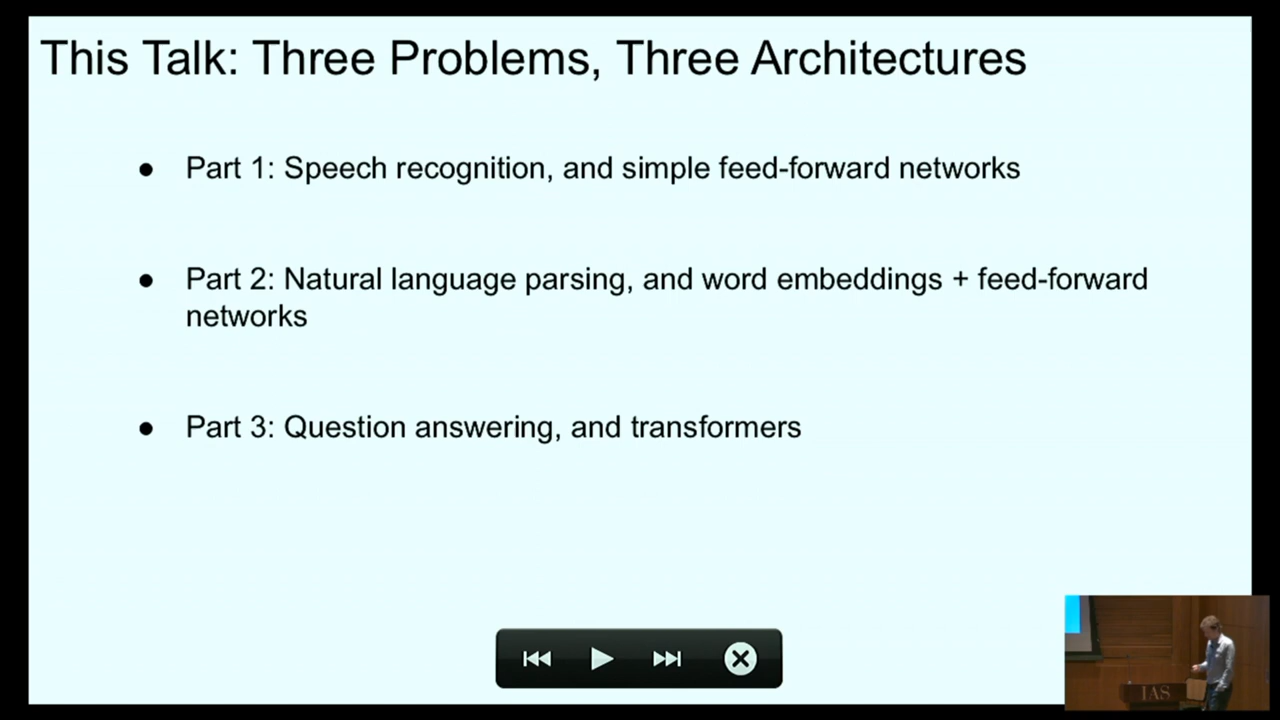 This Talk: Three Problems, Three Architectures
● Part 1: Speech recognition, and simple feed-forward networks
● Part 2: Natural language parsing, and word embeddings + feed-forward
networks
● Part 3: Question answering, and transformers
IAS